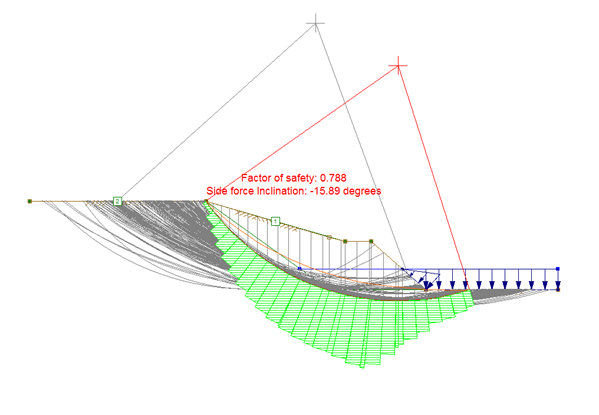 Factor of safety: 0.788
Side force Inclination: -15.89 degrees
2
1